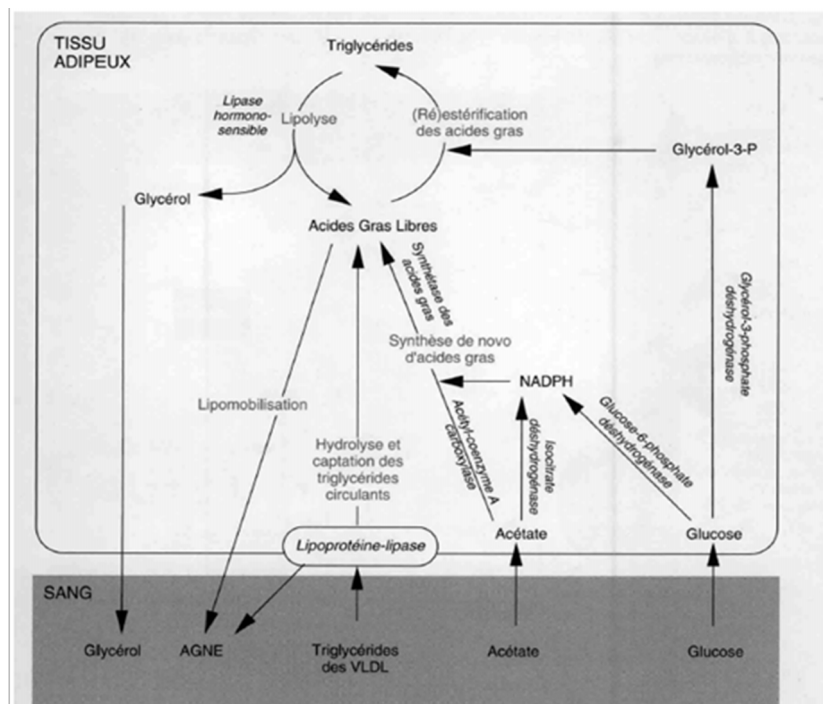 TISSU
ADIPEUX
Triglycérides
Lipase
hormono-
sensible
Lipolyse
(Ré)estérification
des acides gras
Glycérol-3-P
Glycérol
Acides Gras Libres
Synthétase des
acides gras
Glycérol-3-phosphate
déshydrogénase
Synthèse de novo
d'acides gras
NADPH
Lipomobilisation
Acétyl-coenzyme A
carboxylase
Isocitrate
déshydrogénase
Glucose-6-phosphate
déshydrogénase
Hydrolyse et
captation des
triglycérides
circulants
Lipoprotéine-lipase
Acétate
Glucose
SANG
Glycérol
AGNE
Triglycérides
des VLDL
Acétate
Glucose